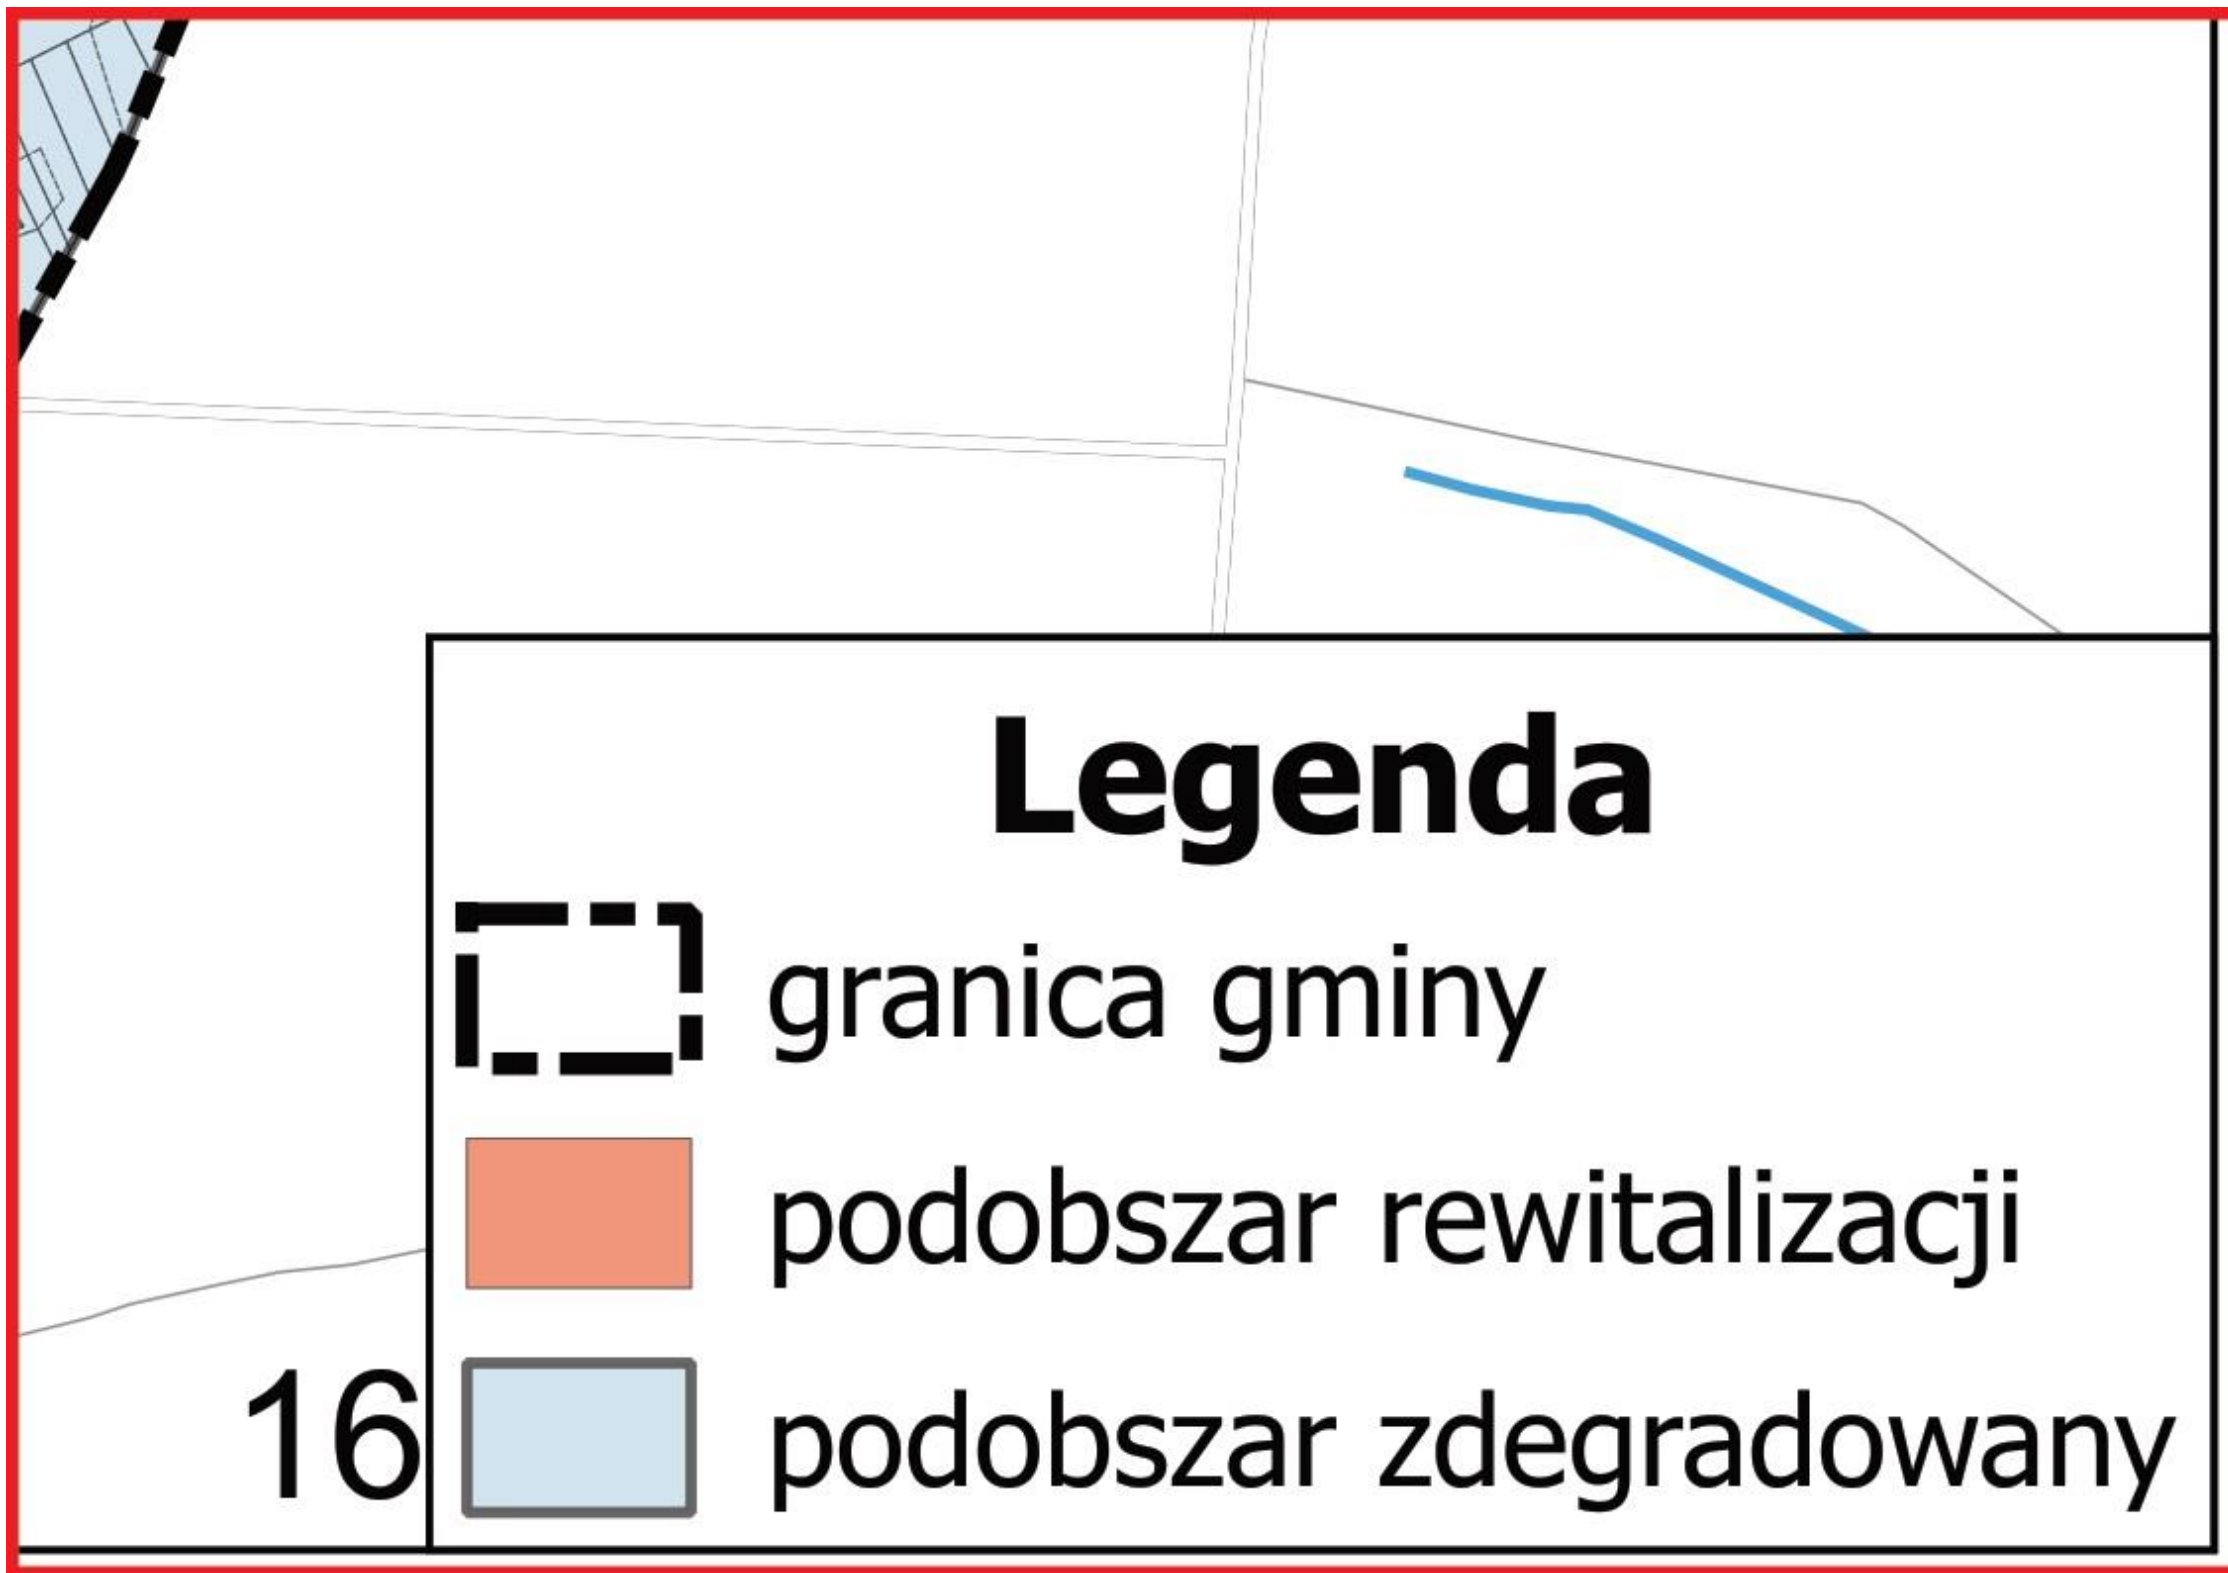 Legenda
granica gminy
podobszar rewitalizacji
16
podobszar zdegradowany